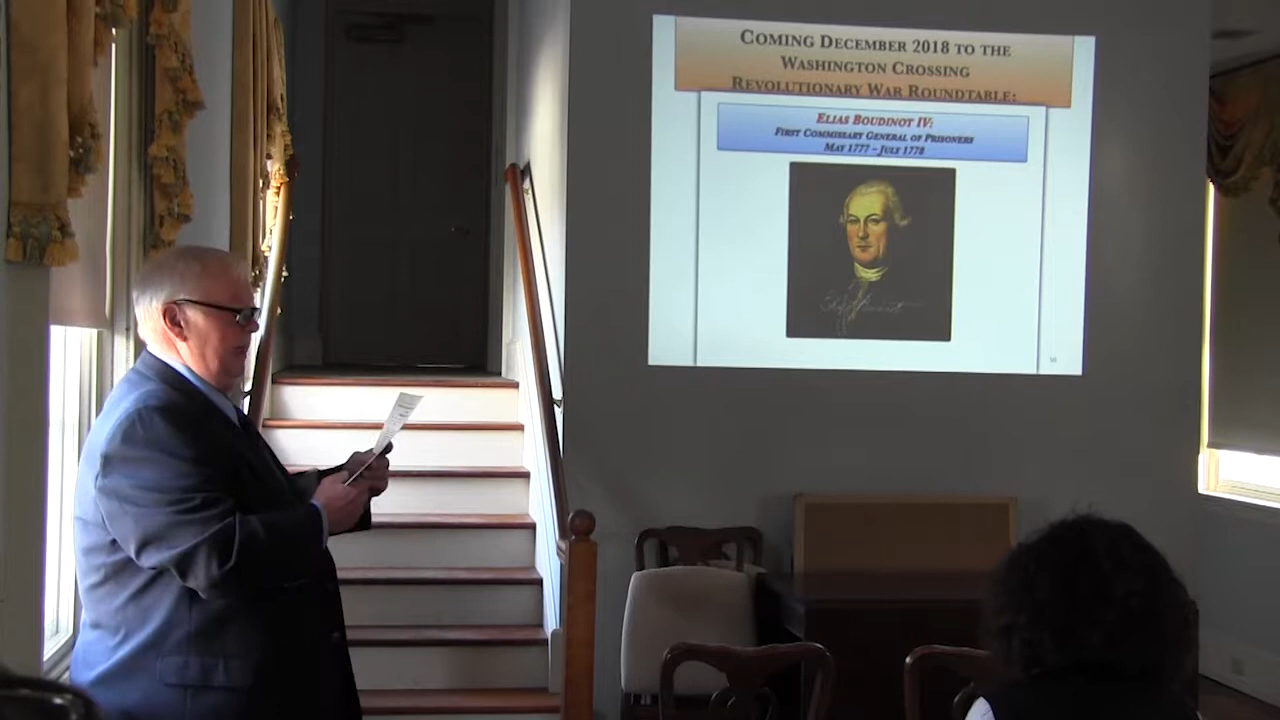 COMING DECEMBER 2018 TO THE
WASHINGTON CROSSING
REVOLUTIONARY WAR ROUNDTABLE:
ELIAS BOUDINOT IV:
FIRST COMMISSARY GENERAL OF PRISONERS
MAY 1777 – JULY 1778